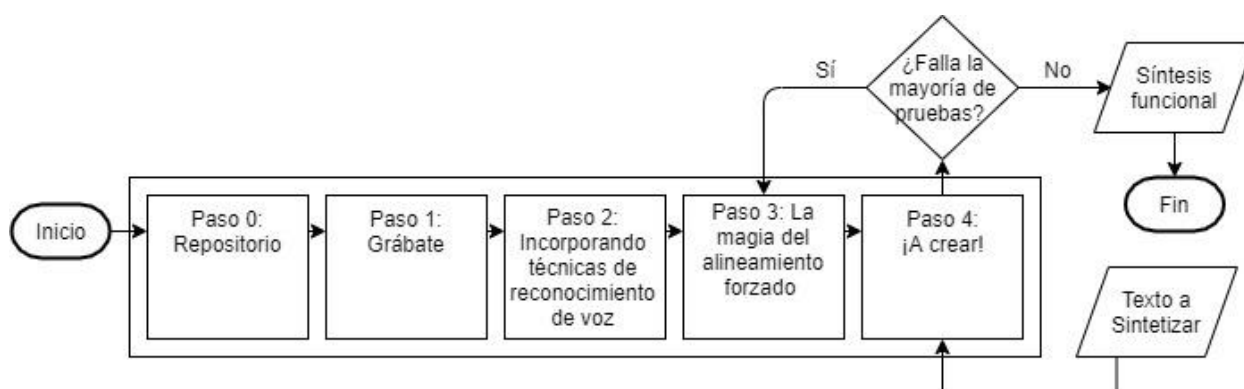 ¿Falla la
mayoría de
pruebas?
Sí
No
Síntesis
funcional
Inicio
Paso 0:
Repositorio
Paso 1:
Grábate
Paso 2:
Incorporando
técnicas de
reconocimiento
de voz
Paso 3: La
magia del
alineamiento
forzado
Paso 4:
¡A crear!
Fin
Texto a
Sintetizar